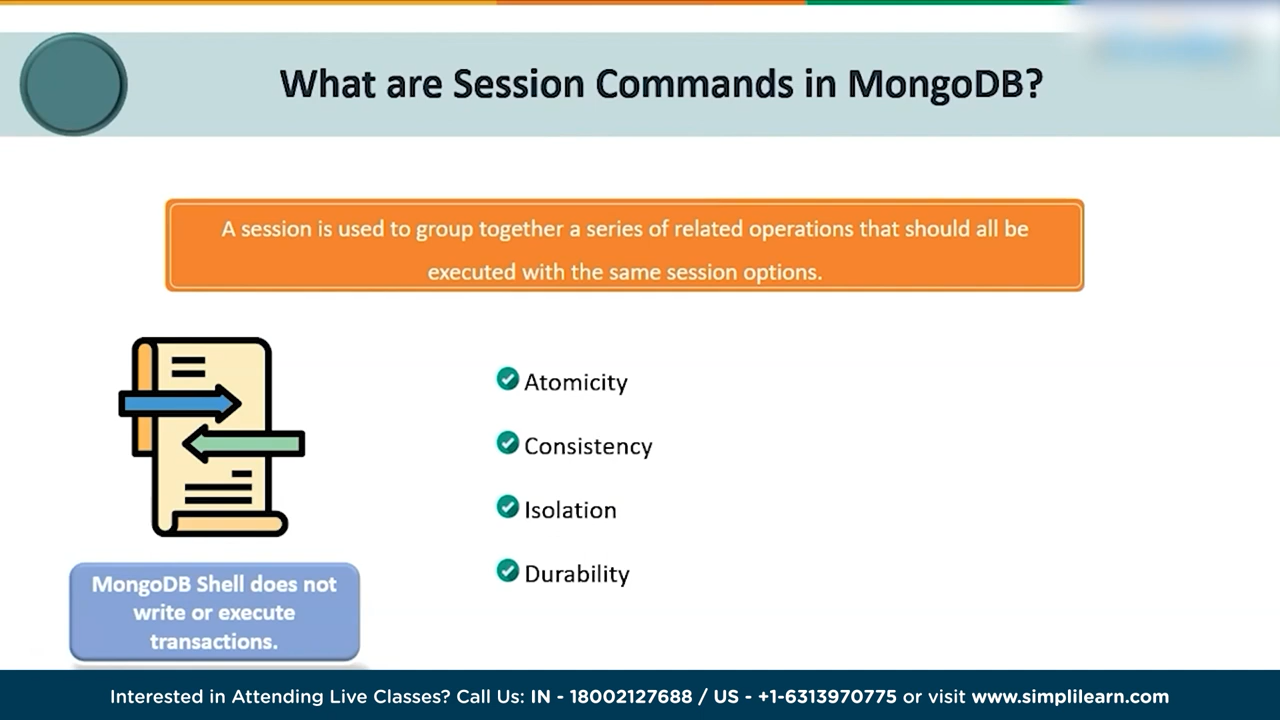 What are Session Commands in MongoDB?
A session is used to group together a series of related operations that should all be
executed with the same session options.
Atomicity
Consistency
Isolation
Durability
MongoDB Shell does not
write or execute
transactions.
Interested in Attending Live Classes? Call Us: IN - 18002127688 / US - +1-6313970775 or visit www.simplilearn.com